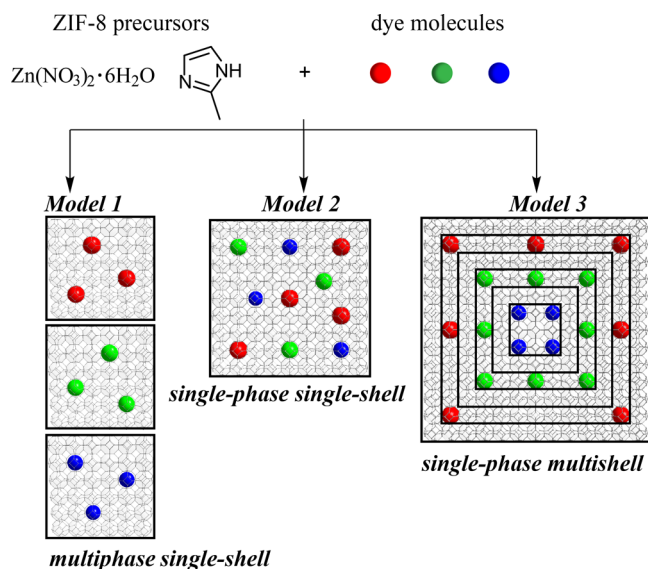 ZIF-8 precursors
dye molecules
Zn(NO₃)₂·6H₂O
N
NH
+
Model 1
Model 2
Model 3
single-phase single-shell
single-phase multishell
multiphase single-shell